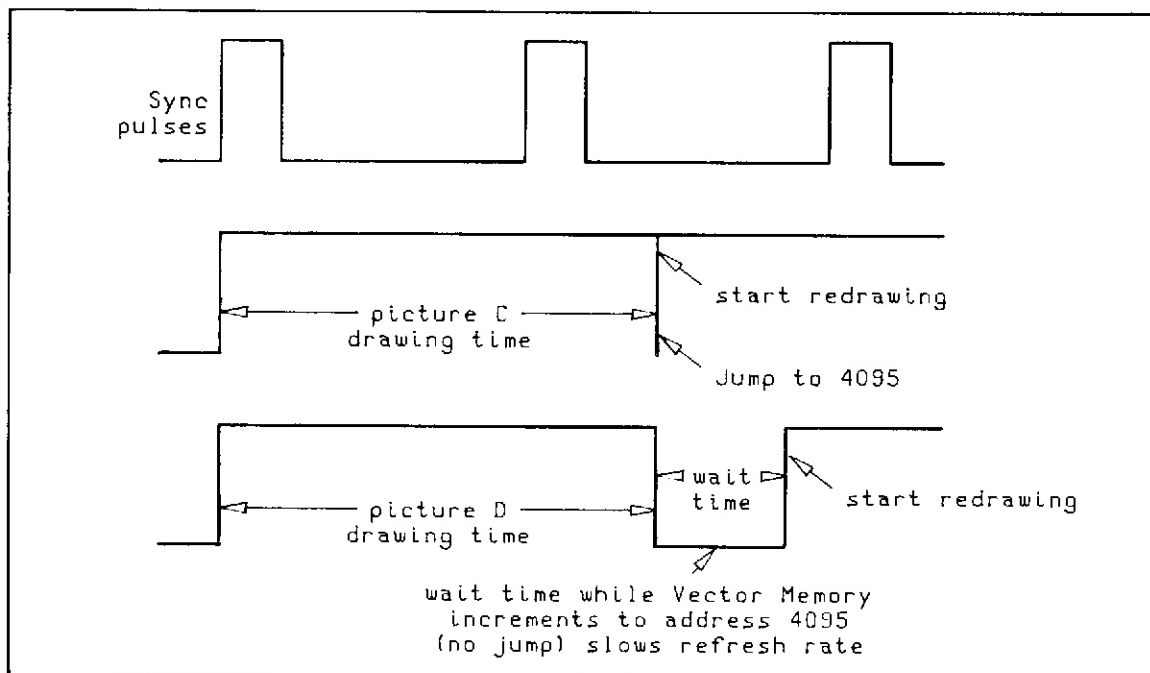 Sync
pulses
start redrawing
picture C
drawing time
Jump to 4095
wait
time
start redrawing
picture D
drawing time
wait time while Vector Memory
increments to address 4095
(no jump) slows refresh rate